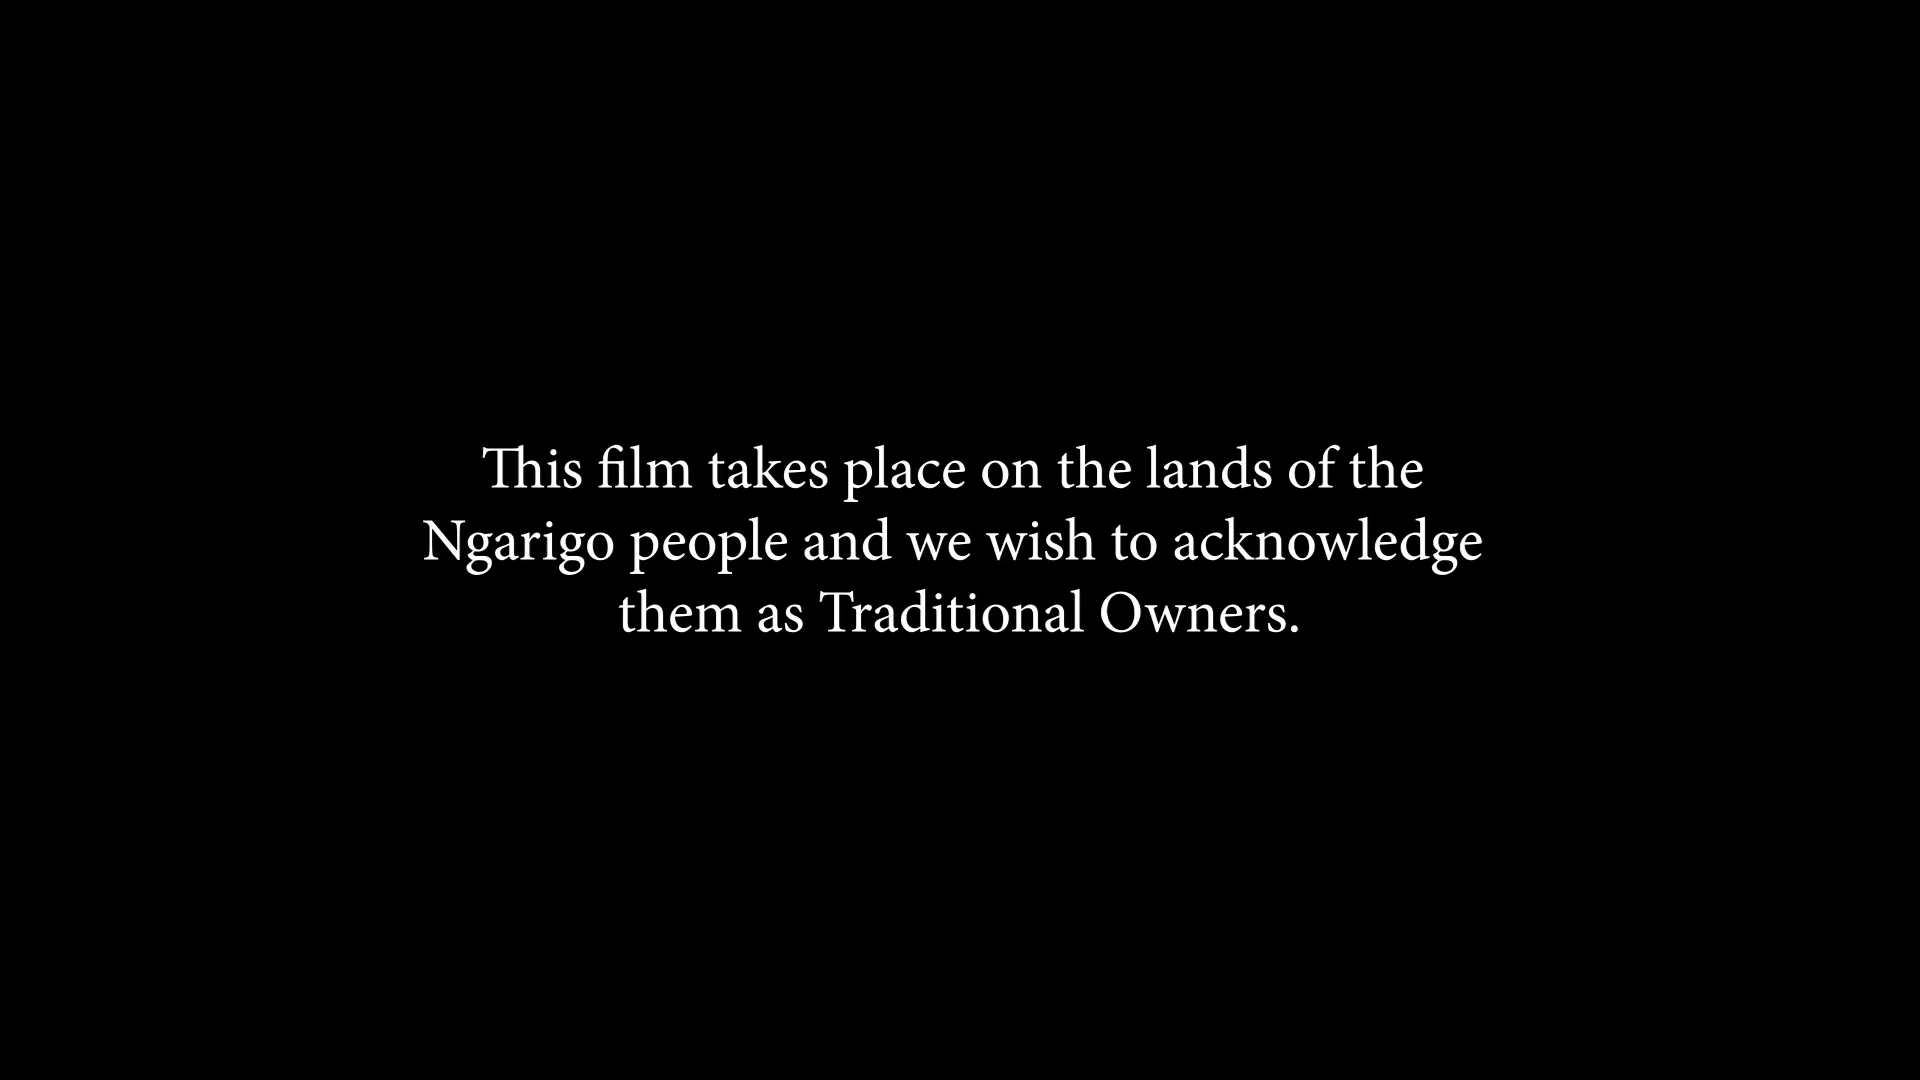 This film takes place on the lands of the
Ngarigo people and we wish to acknowledge
them as Traditional Owners.